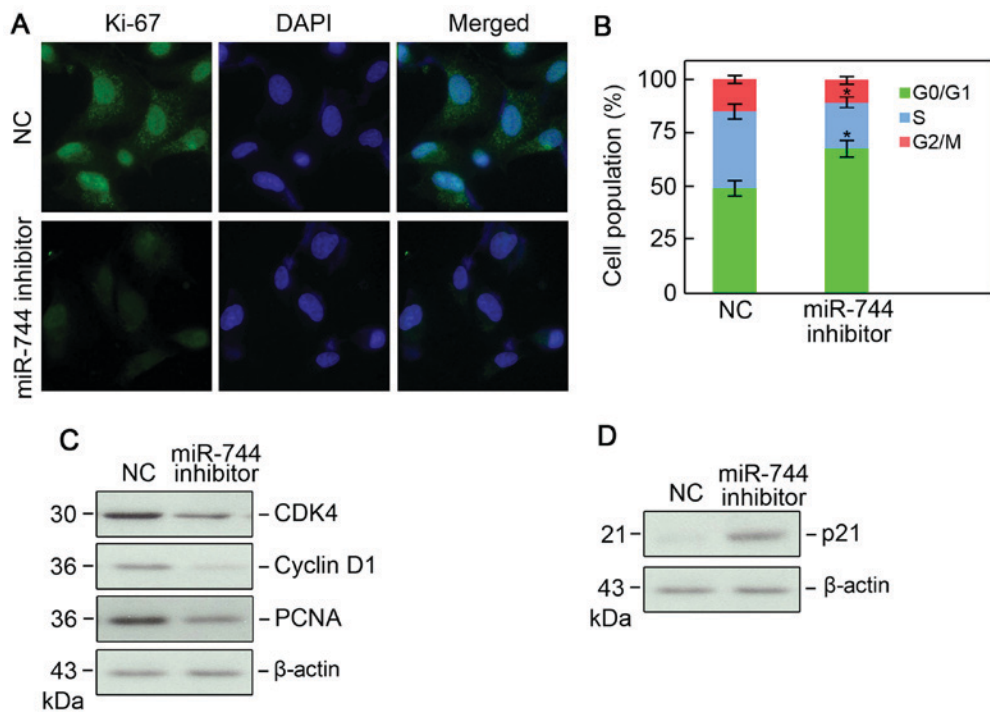 A
Ki-67
DAPI
Merged
NC
miR-744 inhibitor
B
Cell population (%)
100
75
50
25
0
*
*
NC
miR-744
inhibitor
G0/G1
S
G2/M
C
NC
miR-744
inhibitor
30
CDK4
36
Cyclin D1
36
PCNA
43
β-actin
kDa
D
NC
miR-744
inhibitor
21
p21
43
β-actin
kDa